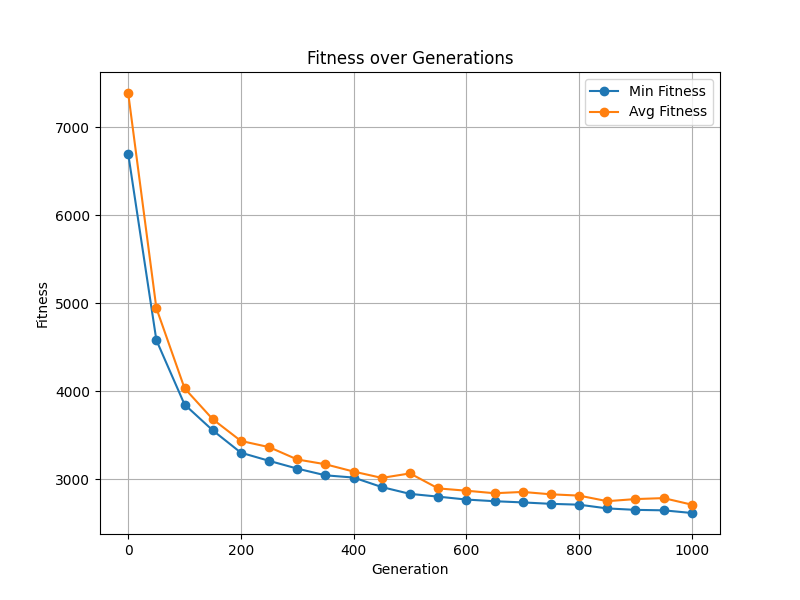 Fitness over Generations
Min Fitness
Avg Fitness
7000
6000
5000
4000
3000
Fitness
0 200 400 600 800 1000
Generation